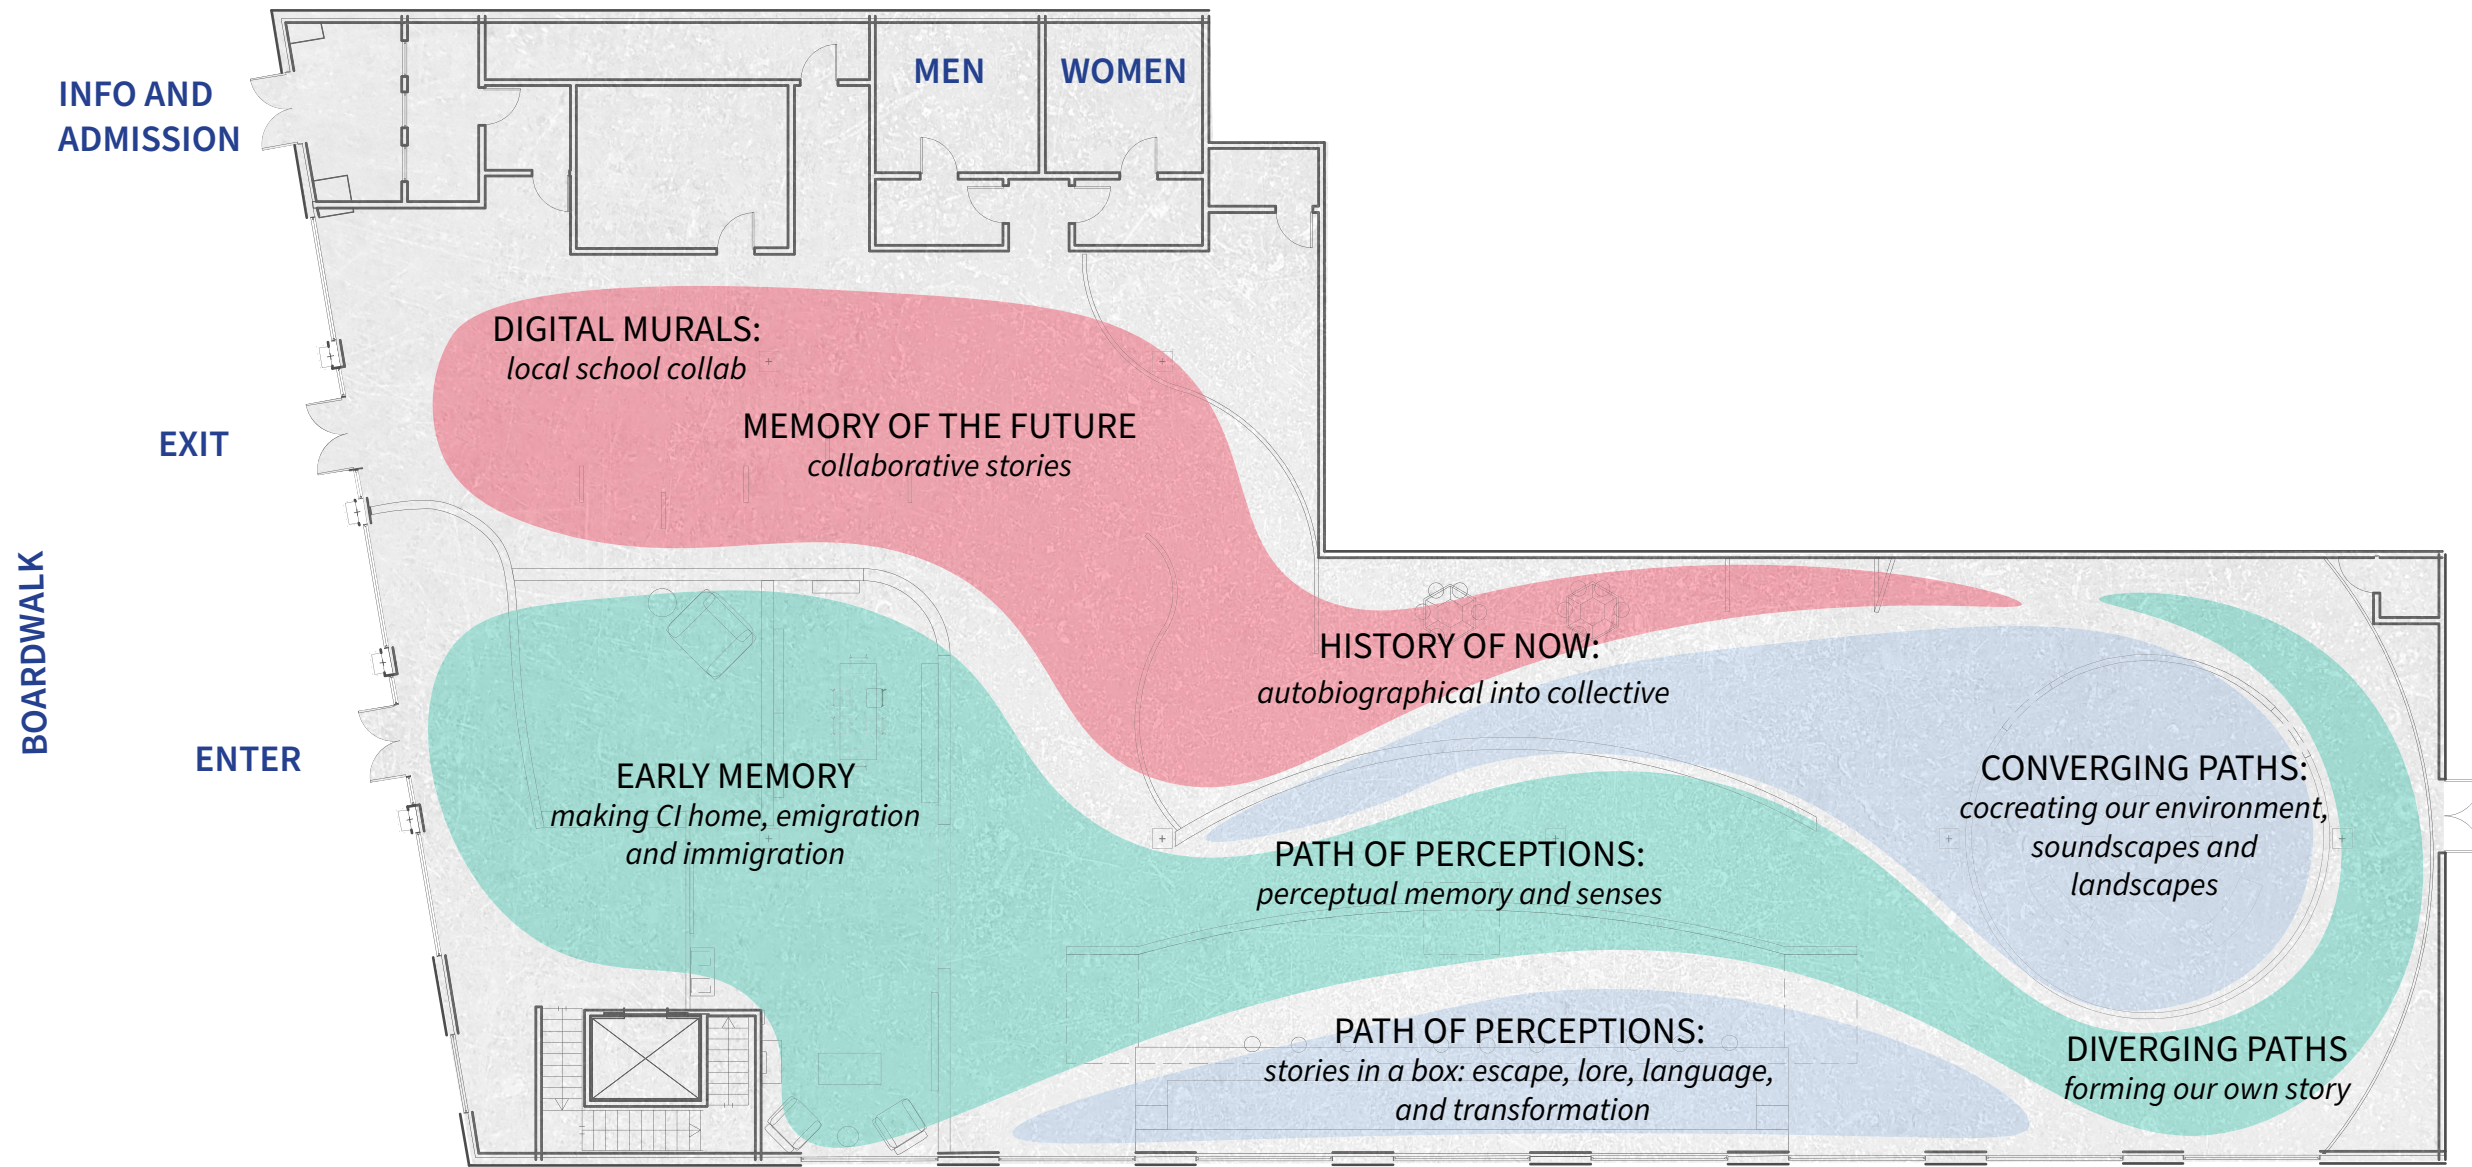 INFO AND
ADMISSION
MEN
WOMEN
DIGITAL MURALS:
local school collab
MEMORY OF THE FUTURE
collaborative stories
EXIT
BOARDWALK
ENTER
HISTORY OF NOW:
autobiographical into collective
EARLY MEMORY
making CI home, emigration
and immigration
PATH OF PERCEPTIONS:
perceptual memory and senses
CONVERGING PATHS:
cocreating our environment,
soundscapes and
landscapes
PATH OF PERCEPTIONS:
stories in a box: escape, lore, language,
and transformation
DIVERGING PATHS
forming our own story